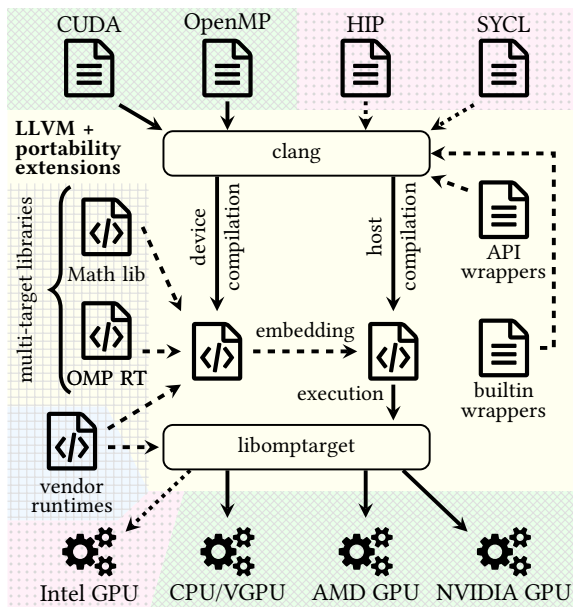 CUDA
OpenMP
HIP
SYCL
LLVM +
portability
extensions
clang
multi-target libraries
Math lib
OMP RT
device
compilation
host
compilation
API
wrappers
embedding
execution
builtin
wrappers
vendor
runtimes
libomptarget
Intel GPU
CPU/VGPU
AMD GPU
NVIDIA GPU